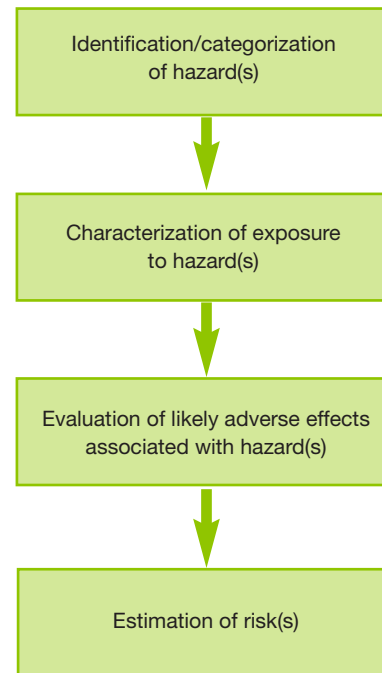 Identification/categorization
of hazard(s)
Characterization of exposure
to hazard(s)
Evaluation of likely adverse effects
associated with hazard(s)
Estimation of risk(s)